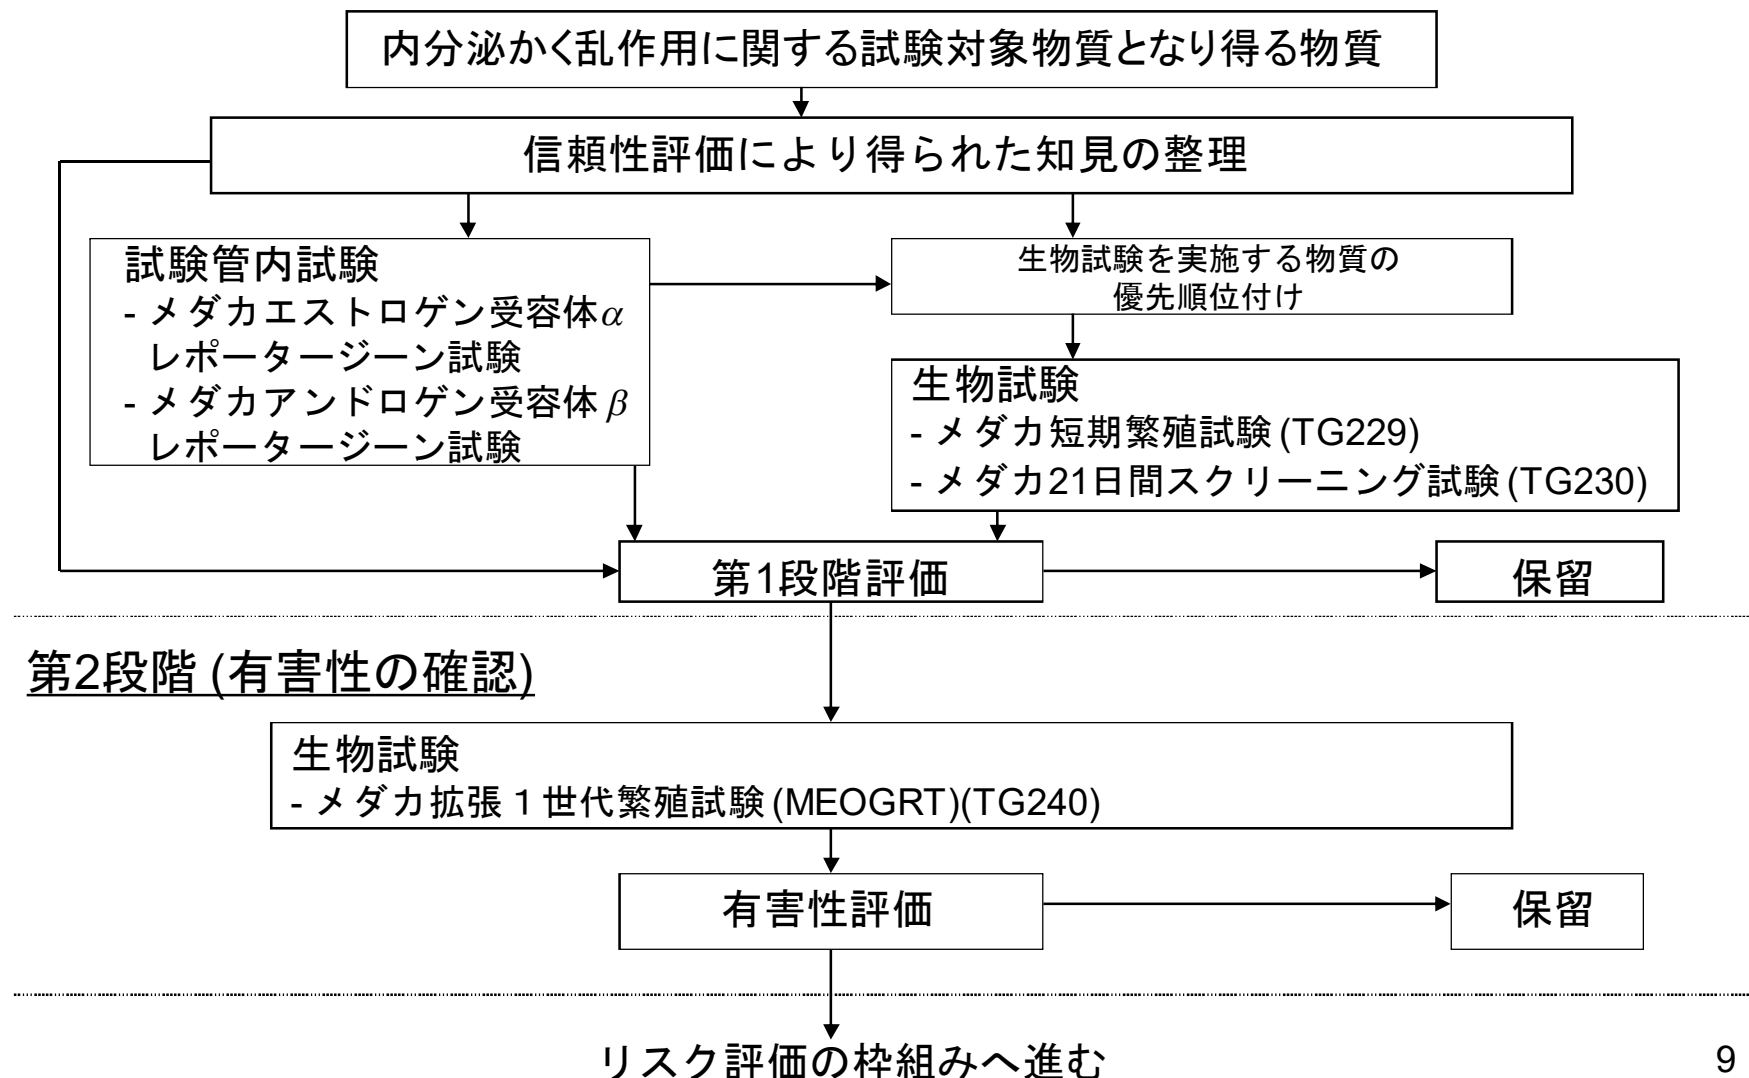 内分泌かく乱作用に関する試験対象物質となり得る物質
信頼性評価により得られた知見の整理
試験管内試験
- メダカエストロゲン受容体α
レポータージーン試験
- メダカアンドロゲン受容体β
レポータージーン試験
生物試験を実施する物質の
優先順位付け
生物試験
- メダカ短期繁殖試験(TG229)
- メダカ21日間スクリーニング試験(TG230)
第1段階評価
保留
第2段階 (有害性の確認)
生物試験
- メダカ拡張１世代繁殖試験(MEOGRT)(TG240)
有害性評価
保留
リスク評価の枠組みへ進む
9